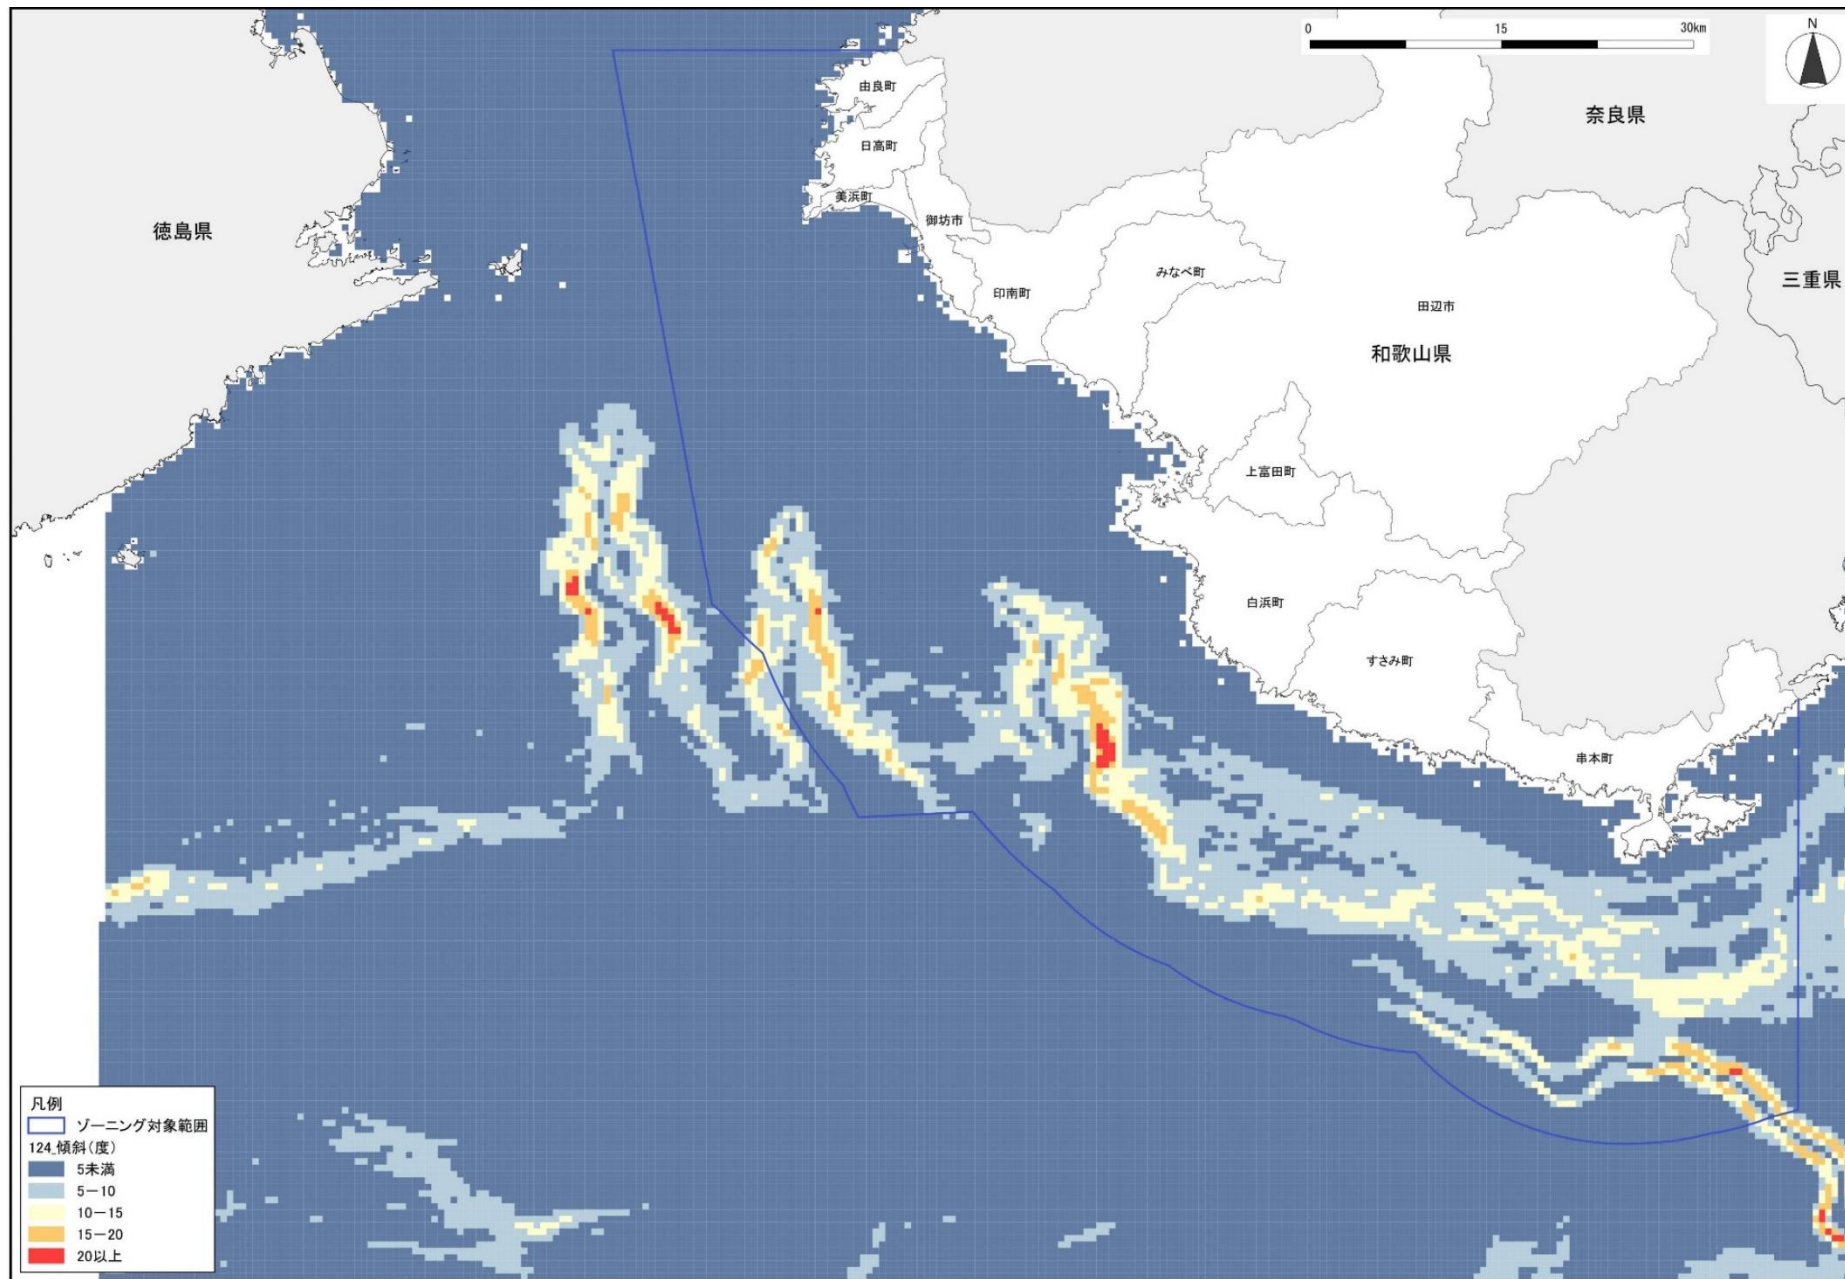 0 15 30km
N
由良町
奈良県
日高町
美浜町
御坊市
徳島県
みなべ町
三重県
印南町
田辺市
和歌山県
上富田町
白浜町
すさみ町
串本町
凡例
ゾーニング対象範囲
124_傾斜(度)
5未満
5-10
10-15
15-20
20以上